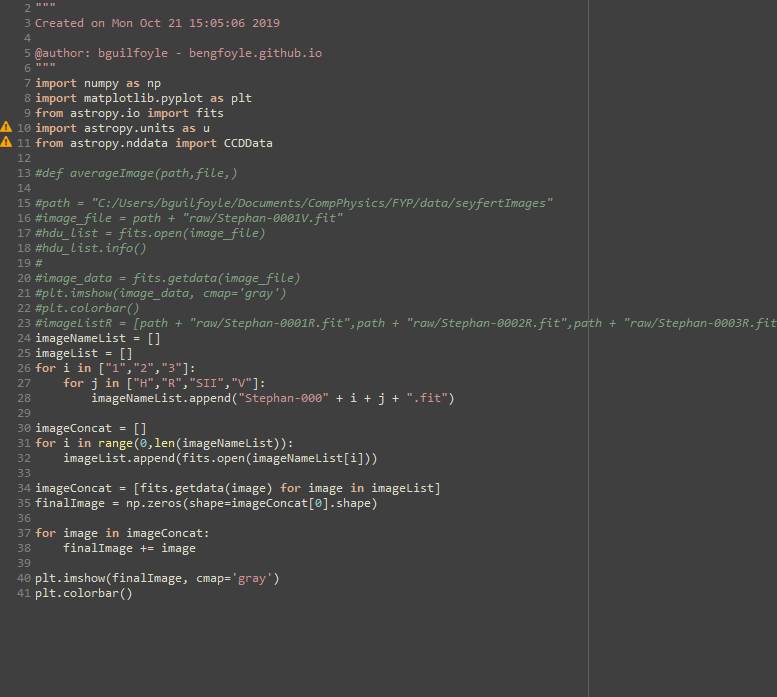 2 """
3 Created on Mon Oct 21 15:05:06 2019
4
5 @author: bguilfoyle - bengfoyle.github.io
6 """
7 import numpy as np
8 import matplotlib.pyplot as plt
9 from astropy.io import fits
10 import astropy.units as u
11 from astropy.nddata import CCDData
12
13 #def averageImage(path,file,)
14
15 #path = "C:/Users/bguilfoyle/Documents/CompPhysics/FYP/data/seyfertImages"
16 #image_file = path + "raw/Stephan-0001V.fit"
17 #hdu_list = fits.open(image_file)
18 #hdu_list.info()
19 #
20 #image_data = fits.getdata(image_file)
21 #plt.imshow(image_data, cmap='gray')
22 #plt.colorbar()
23 #imageListR = [path + "raw/Stephan-0001R.fit",path + "raw/Stephan-0002R.fit",path + "raw/Stephan-0003R.fit
24 imageNameList = []
25 imageList = []
26 for i in ["1","2","3"]:
27     for j in ["H","R","SII","V"]:
28         imageNameList.append("Stephan-000" + i + j + ".fit")
29
30 imageConcat = []
31 for i in range(0,len(imageNameList)):
32     imageList.append(fits.open(imageNameList[i]))
33
34 imageConcat = [fits.getdata(image) for image in imageList]
35 finalImage = np.zeros(shape=imageConcat[0].shape)
36
37 for image in imageConcat:
38     finalImage += image
39
40 plt.imshow(finalImage, cmap='gray')
41 plt.colorbar()